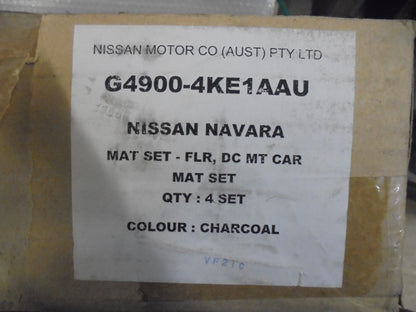 NISSAN MOTOR CO (AUST) PTY LTD
G4900-4KE1AAU
NISSAN NAVARA
MAT SET - FLR, DC MT CAR
MAT SET
QTY : 4 SET
COLOUR : CHARCOAL
VF21C